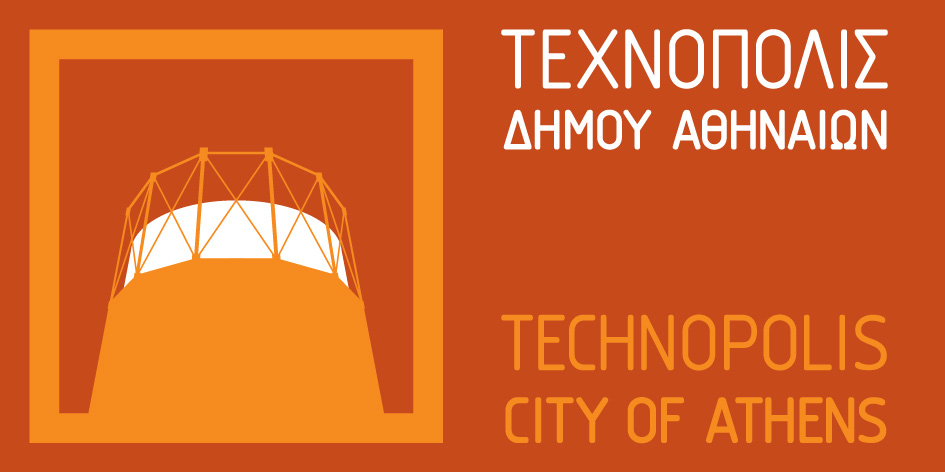 ΤΕΧΝΟΠΟΛΙΣ
ΔΗΜΟΥ ΑΘΗΝΑΙΩΝ
TECHNOPOLIS
CITY OF ATHENS